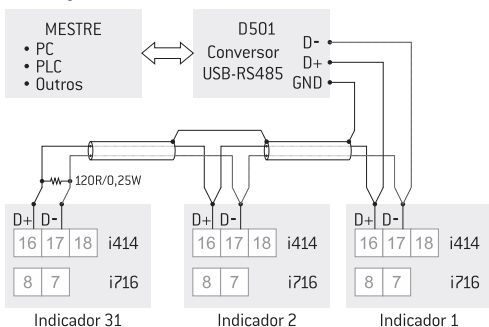 MESTRE
• PC
• PLC
• Outros
D501
Conversor
USB-RS485
D-
D+
GND
120R/0,25W
D+ D-
16 17 18 i414
8 7 i716
Indicador 31
D+ D-
16 17 18 i414
8 7 i716
Indicador 2
D+ D-
16 17 18 i414
8 7 i716
Indicador 1